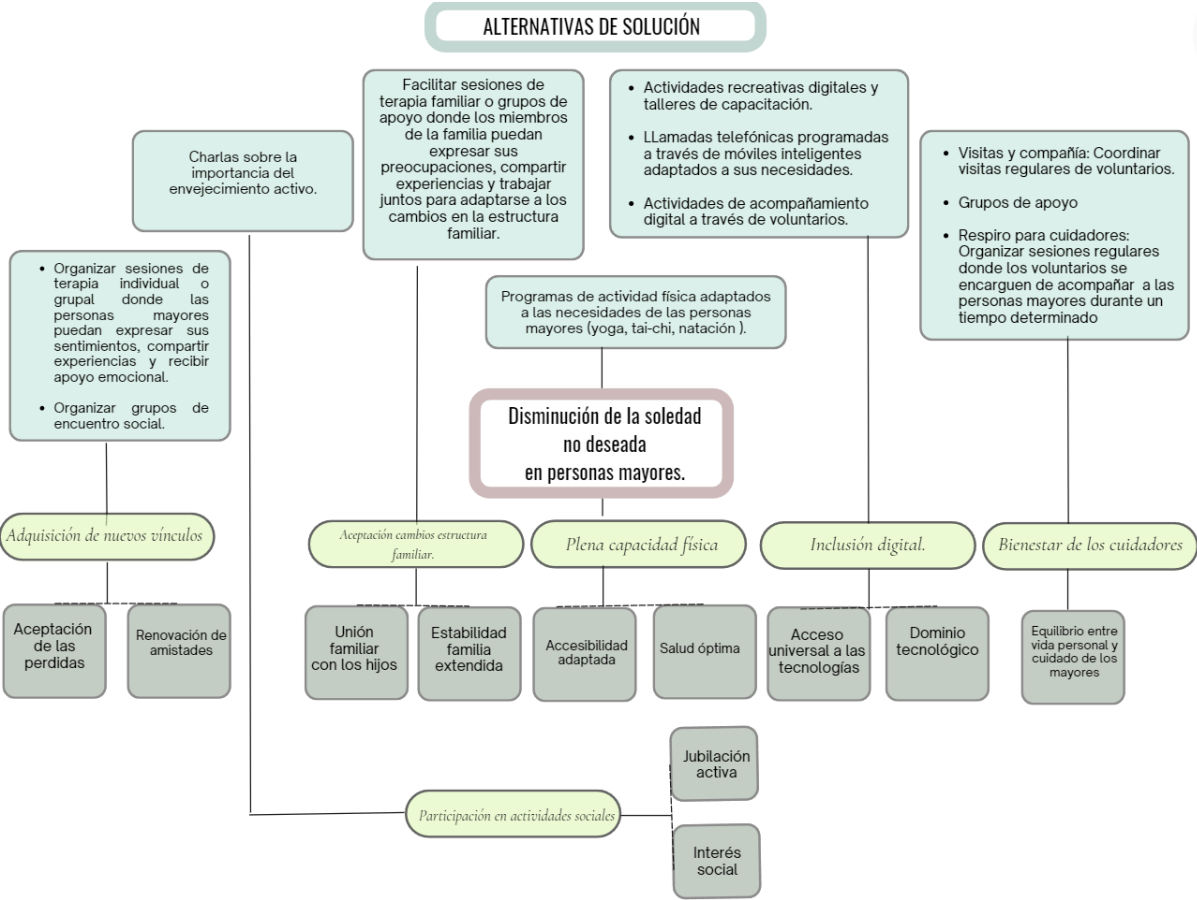 ALTERNATIVAS DE SOLUCIÓN
Facilitar sesiones de
terapia familiar o grupos de
apoyo donde los miembros
de la familia puedan
expresar sus
preocupaciones, compartir
experiencias y trabajar
juntos para adaptarse a los
cambios en la estructura
familiar.
• Actividades recreativas digitales y
talleres de capacitación.
• LLamadas telefónicas programadas
a través de móviles inteligentes
adaptados a sus necesidades.
• Actividades de acompañamiento
digital a través de voluntarios.
Charlas sobre la
importancia del
envejecimiento activo.
• Visitas y compañía: Coordinar
visitas regulares de voluntarios.
• Grupos de apoyo
• Respiro para cuidadores:
Organizar sesiones regulares
donde los voluntarios se
encarguen de acompañar a las
personas mayores durante un
tiempo determinado
• Organizar sesiones de
terapia individual o
grupal donde las
personas mayores
puedan expresar sus
sentimientos, compartir
experiencias y recibir
apoyo emocional.
• Organizar grupos de
encuentro social.
Programas de actividad física adaptados
a las necesidades de las personas
mayores (yoga, tai-chi, natación ).
Disminución de la soledad
no deseada
en personas mayores.
Adquisición de nuevos vínculos
Aceptación cambios estructura
familiar.
Plena capacidad física
Inclusión digital.
Bienestar de los cuidadores
Aceptación
de las
perdidas
Renovación de
amistades
Unión
familiar
con los hijos
Estabilidad
familia
extendida
Accesibilidad
adaptada
Salud óptima
Acceso
universal a las
tecnologías
Dominio
tecnológico
Equilibrio entre
vida personal y
cuidado de los
mayores
Jubilación
activa
Participación en actividades sociales
Interés
social